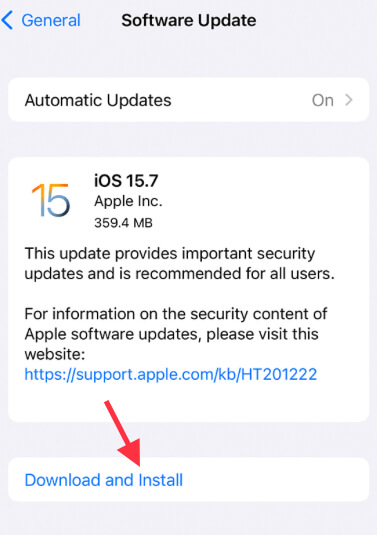 General
Software Update
Automatic Updates
On
15
iOS 15.7
Apple Inc.
359.4 MB
This update provides important security
updates and is recommended for all users.
For information on the security content of
Apple software updates, please visit this
website:
https://support.apple.com/kb/HT201222
Download and Install